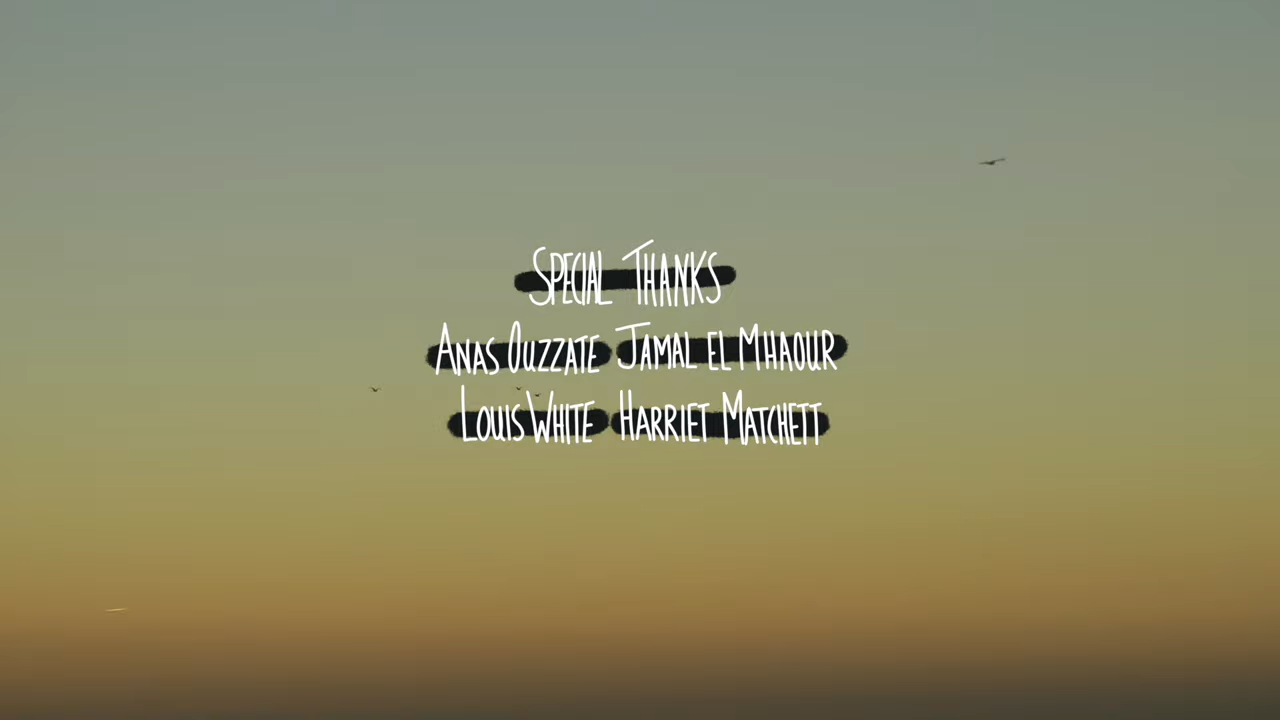 Special Thanks
Anas Ouzzate Jamal el Mhaour
Louis White Harriet Matchett